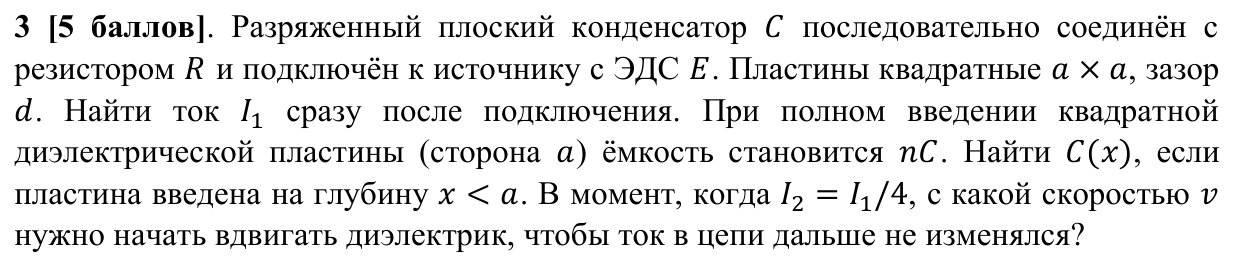 3 [5 баллов]. Разряженный плоский конденсатор C последовательно соединён с
резистором R и подключён к источнику с ЭДС E. Пластины квадратные a × a, зазор
d. Найти ток I₁ сразу после подключения. При полном введении квадратной
диэлектрической пластины (сторона a) ёмкость становится nC. Найти C(x), если
пластина введена на глубину x < a. В момент, когда I₂ = I₁/4, с какой скоростью v
нужно начать вдвигать диэлектрик, чтобы ток в цепи дальше не изменялся?